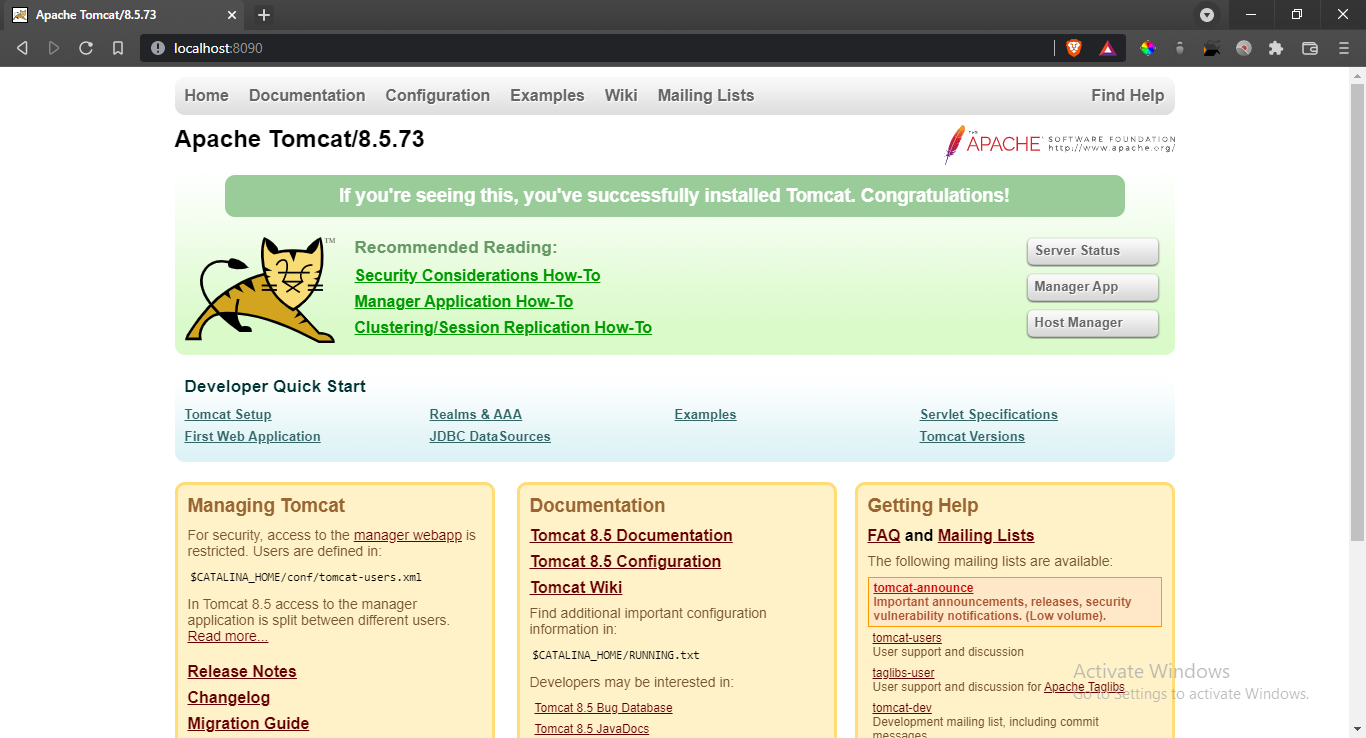 Apache Tomcat/8.5.73
localhost:8090
Home Documentation Configuration Examples Wiki Mailing Lists Find Help
Apache Tomcat/8.5.73
THE APACHE SOFTWARE FOUNDATION
http://www.apache.org/
If you're seeing this, you've successfully installed Tomcat. Congratulations!
TM
Recommended Reading:
Security Considerations How-To
Manager Application How-To
Clustering/Session Replication How-To
Server Status
Manager App
Host Manager
Developer Quick Start
Tomcat Setup
First Web Application
Realms & AAA
JDBC DataSources
Examples
Servlet Specifications
Tomcat Versions
Managing Tomcat
For security, access to the manager webapp is
restricted. Users are defined in:
$CATALINA_HOME/conf/tomcat-users.xml
In Tomcat 8.5 access to the manager
application is split between different users.
Read more...
Release Notes
Changelog
Migration Guide
Documentation
Tomcat 8.5 Documentation
Tomcat 8.5 Configuration
Tomcat Wiki
Find additional important configuration
information in:
$CATALINA_HOME/RUNNING.txt
Developers may be interested in:
Tomcat 8.5 Bug Database
Tomcat 8.5 JavaDocs
Getting Help
FAQ and Mailing Lists
The following mailing lists are available:
tomcat-announce
Important announcements, releases, security
vulnerability notifications. (Low volume).
tomcat-users
User support and discussion
taglibs-user
User support and discussion for Apache Taglibs
tomcat-dev
Development mailing list, including commit
messages
Activate Windows
Go to Settings to activate Windows.